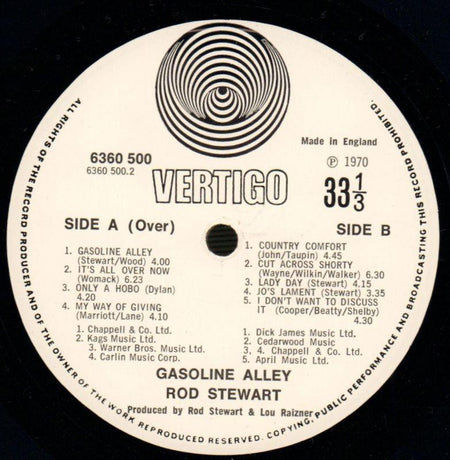 ALL RIGHTS OF THE RECORD PRODUCER AND OF THE OWNER OF THE WORK REPRODUCED RESERVED. COPYING, PUBLIC PERFORMANCE AND BROADCASTING THIS RECORD PROHIBITED.
Made in England
6360 500
6360 500.2
VERTIGO
℗ 1970
33 1/3
SIDE A (Over)
1. GASOLINE ALLEY
(Stewart/Wood) 4.00
2. IT'S ALL OVER NOW
(Womack) 6.23
3. ONLY A HOBO (Dylan)
4.20
4. MY WAY OF GIVING
(Marriott/Lane) 4.10
1. Chappell & Co. Ltd.
2. Kags Music Ltd.
3. Warner Bros. Music Ltd.
4. Carlin Music Corp.
SIDE B
1. COUNTRY COMFORT
(John/Taupin) 4.45
2. CUT ACROSS SHORTY
(Wayne/Wilkin/Walker) 6.30
3. LADY DAY (Stewart) 4.15
4. JO'S LAMENT (Stewart) 3.35
5. I DON'T WANT TO DISCUSS
IT (Cooper/Beatty/Shelby)
4.30
1. Dick James Music Ltd.
2. Cedarwood Music
3. 4. Chappell & Co. Ltd.
5. April Music Ltd.
GASOLINE ALLEY
ROD STEWART
Produced by Rod Stewart & Lou Raizner